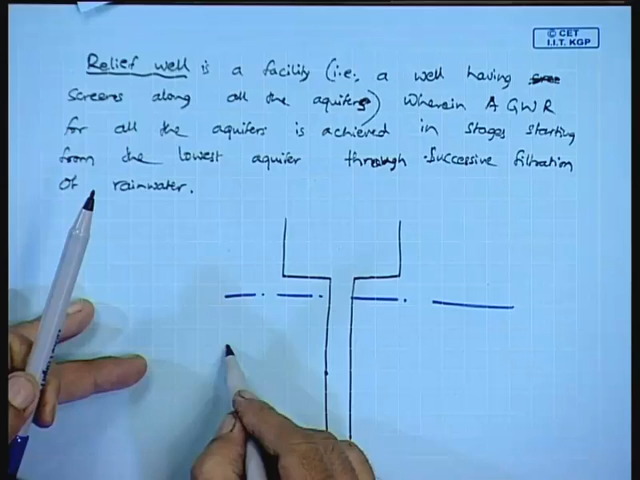 © CET
I.I.T. KGP
Relief well is a facility (i.e., a well having
screens along all the aquifers) Wherein AGWR
for all the aquifers is achieved in stages starting
from the lowest aquifer through successive filtration
of rainwater.